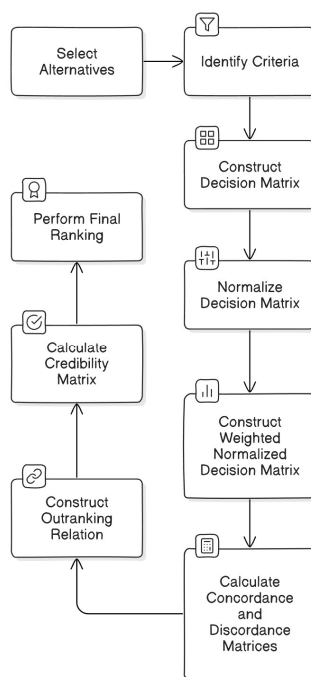 Select
Alternatives
Identify Criteria
Construct
Decision Matrix
Normalize
Decision Matrix
Construct
Weighted
Normalized
Decision Matrix
Calculate
Concordance
and
Discordance
Matrices
Construct
Outranking
Relation
Calculate
Credibility
Matrix
Perform Final
Ranking